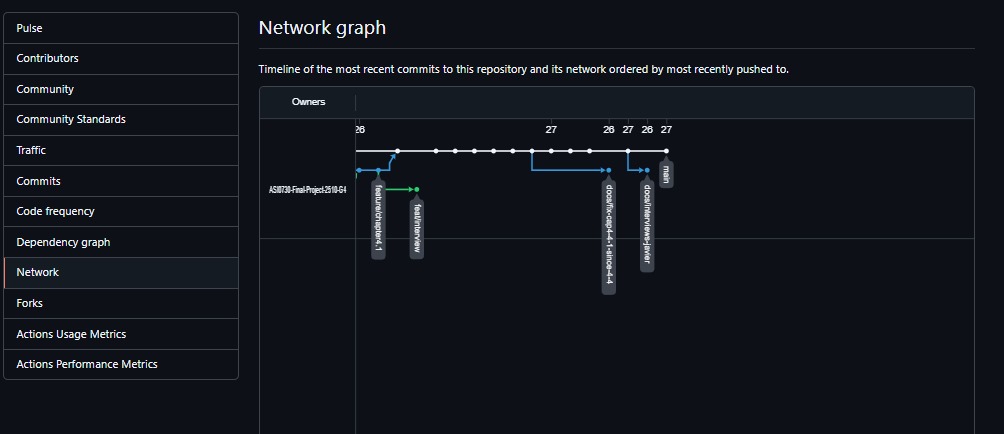 Pulse
Contributors
Community
Community Standards
Traffic
Commits
Code frequency
Dependency graph
Network
Forks
Actions Usage Metrics
Actions Performance Metrics
Network graph
Timeline of the most recent commits to this repository and its network ordered by most recently pushed to.
Owners
26 27 26 27 26 27
ASI0730-Final-Project-2510-G4
feature/chapter4.1
feat/interview
docs/fix-cap4-4-1-since-4-4
docs/interviews-javier
main